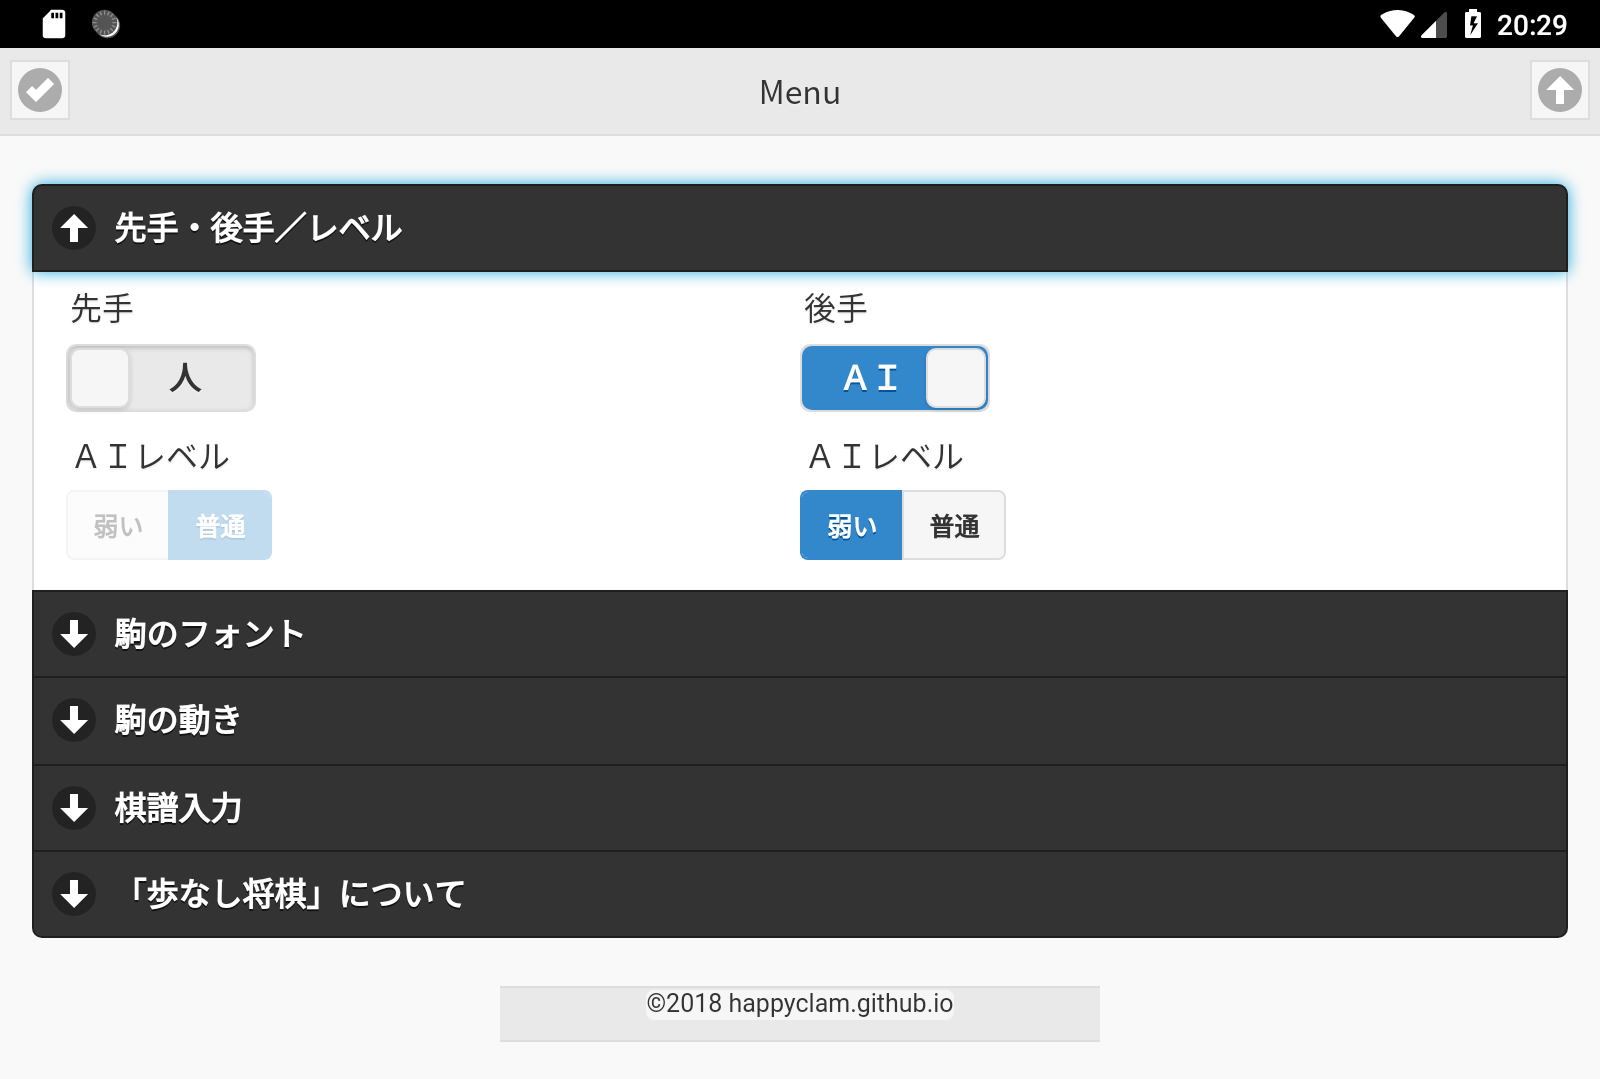 20:29
Menu
先手・後手／レベル
先手
後手
人
ＡＩ
ＡＩレベル
ＡＩレベル
弱い 普通
弱い 普通
駒のフォント
駒の動き
棋譜入力
「歩なし将棋」について
©2018 happyclam.github.io